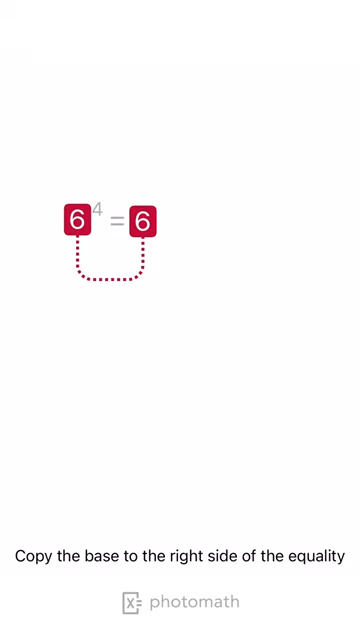 6⁴ = 6
Copy the base to the right side of the equality
photomath